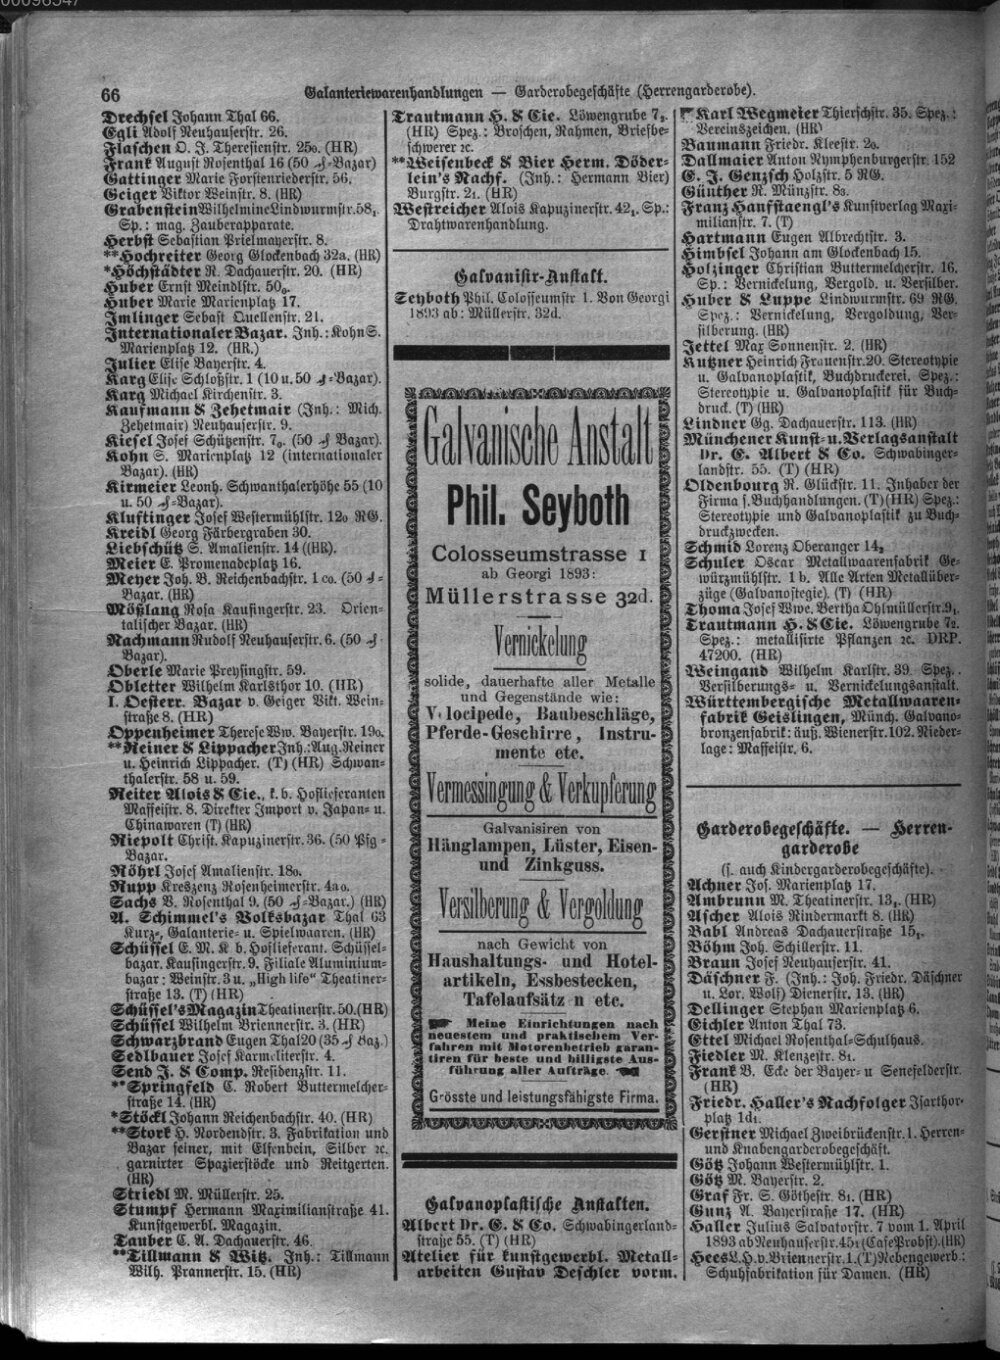 66
Galanteriewarenhandlungen — Garderobegeschäfte (Herrengarderobe).
Drechsel Johann Thal 66.
Egli Adolf Neuhauserstr. 26.
Flaschen O. J. Theresienstr. 25o. (HR)
Frank August Rosenthal 16 (50 ₰-Bazar)
Gattinger Marie Forstenriederstr. 56.
Geiger Viktor Weinstr. 8. (HR)
Grabenstein Wilhelmine Lindwurmstr. 58₁
Sp.: mag. Zauberapparate.
Herbst Sebastian Prielmayerstr. 8.
**Hochreiter Georg Glockenbach 32a. (HR)
*Höchstädter R. Dachauerstr. 20. (HR)
Huber Ernst Meindlstr. 50₀.
Huber Marie Marienplatz 17.
Imlinger Sebast Quellenstr. 21.
Internationaler Bazar. Inh.: Kohn S.
Marienplatz 12. (HR.)
Julier Elise Bayerstr. 4.
Karg Elise Schloßstr. 1 (10 u. 50 ₰-Bazar).
Karg Michael Kirchenstr. 3.
Kaufmann & Zehetmair (Inh.: Mich.
Zehetmair) Neuhauserstr. 9.
Kiesel Josef Schützenstr. 7₀. (50 ₰ Bazar).
Kohn S. Marienplatz 12 (internationaler
Bazar). (HR)
Kirmeier Leonh. Schwanthalerhöhe 55 (10
u. 50 ₰-Bazar).
Kluftinger Josef Westermühlstr. 12o RG.
Kreidl Georg Färbergraben 30.
Liebschütz S. Amalienstr. 14 ((HR).
Meier E. Promenadeplatz 16.
Meyer Joh. B. Reichenbachstr. 1 co. (50 ₰-
Bazar. (HR)
Mößlang Rosa Kaufingerstr. 23. Orien-
talischer Bazar. (HR)
Nachmann Rudolf Neuhauserstr. 6. (50 ₰-
Bazar).
Oberle Marie Preysingstr. 59.
Obletter Wilhelm Karlsthor 10. (HR)
I. Oesterr. Bazar v. Geiger Vikt. Wein-
straße 8. (HR)
Oppenheimer Therese Ww. Bayerstr. 19o.
**Reiner & Lippacher Inh.: Aug. Reiner
u. Heinrich Lippacher. (T) (HR) Schwan-
thalerstr. 58 u. 59.
Reiter Alois & Cie., k. b. Hoflieferanten
Maffeistr. 8. Direkter Import v. Japan- u.
Chinawaren (T) (HR)
Riepolt Christ. Kapuzinerstr. 36. (50 Pfg-
Bazar.
Röhrl Josef Amalienstr. 18o.
Rupp Kreszenz Rosenheimerstr. 4ao.
Sachs B. Rosenthal 9. (50 ₰-Bazar.) (HR)
A. Schimmel's Volksbazar Thal 63
Kurz-, Galanterie- u. Spielwaaren. (HR)
Schüssel E. M. K b. Hoflieferant. Schüssel-
bazar. Kaufingerstr. 9. Filiale Aluminium-
bazar: Weinstr. 3 u. „High life" Theatiner-
straße 13. (T) (HR)
Schüssel's Magazin Theatinerstr. 50. (HR)
Schüssel Wilhelm Briennerstr. 3. (HR)
Schwarzbrand Eugen Thal 20 (35 ₰ Baz.)
Sedlbauer Josef Karmeliterstr. 4.
Send J. & Comp. Residenzstr. 11.
**Springfeld C. Robert Buttermelcher-
straße 14. (HR)
*Stöckl Johann Reichenbachstr. 40. (HR)
**Stork H. Nordendstr. 3. Fabrikation und
Bazar feiner, mit Elfenbein, Silber ꝛc.
garnirter Spazierstöcke und Reitgerten.
(HR)
Striedl M. Müllerstr. 25.
Stumpf Hermann Maximilianstraße 41.
Kunstgewerbl. Magazin.
Tauber C. A. Dachauerstr. 46.
**Tillmann & Witz. Inh.: Tillmann
Wilh. Prannerstr. 15. (HR)
Trautmann H. & Cie. Löwengrube 7₂.
(HR) Spez.: Broschen, Rahmen, Briefbe-
schwerer ꝛc.
**Weisenbeck & Bier Herm. Döder-
lein's Nachf. (Inh.: Hermann Bier)
Burgstr. 2₁. (HR)
Westreicher Alois Kapuzinerstr. 42₁. Sp.:
Drahtwarenhandlung.
Galvanisir-Anstalt.
Seyboth Phil. Colosseumstr 1. Von Georgi
1893 ab: Müllerstr. 32d.
Galvanische Anstalt
Phil. Seyboth
Colosseumstrasse 1
ab Georgi 1893:
Müllerstrasse 32d.
Vernickelung
solide, dauerhafte aller Metalle
und Gegenstände wie:
V locipede, Baubeschläge,
Pferde-Geschirre, Instru-
mente etc.
Vermessingung & Verkupferung
Galvanisiren von
Hänglampen, Lüster, Eisen-
und Zinkguss.
Versilberung & Vergoldung
nach Gewicht von
Haushaltungs- und Hotel-
artikeln, Essbestecken,
Tafelaufsätz n etc.
Meine Einrichtungen nach
neuestem und praktischem Ver-
fahren mit Motorenbetrieb garan-
tiren für beste und billigste Aus-
führung aller Aufträge.
Grösste und leistungsfähigste Firma.
Galvanoplastische Anstalten.
Albert Dr. E. & Co. Schwabingerland-
straße 55. (T) (HR)
Atelier für kunstgewerbl. Metall-
arbeiten Gustav Deschler vorm.
Karl Wegmeier Thierschstr. 35. Spez.:
Vereinszeichen. (HR)
Baumann Friedr. Kleestr. 2o.
Dallmaier Anton Nymphenburgerstr. 152
E. J. Genzsch Holzstr. 5 RG.
Günther R. Münzstr. 8₃.
Franz Hanfstaengl's Kunstverlag Maxi-
milianstr. 7. (T)
Hartmann Eugen Albrechtstr. 3.
Himbsel Johann am Glockenbach 15.
Holzinger Christian Buttermelcherstr. 16.
Sp.: Vernickelung, Vergold. u. Versilber.
Huber & Luppe Lindwurmstr. 69 RG.
Spez.: Vernickelung, Vergoldung, Ver-
silberung. (HR)
Jettel Max Sonnenstr. 2. (HR)
Kutzner Heinrich Frauenstr. 20. Stereotypie
u. Galvanoplastik, Buchdruckerei. Spez.:
Stereotypie u. Galvanoplastik für Buch-
druck. (T) (HR)
Lindner Gg. Dachauerstr. 113. (HR)
Münchener Kunst- u. Verlagsanstalt
Dr. E. Albert & Co. Schwabinger-
landstr. 55. (T) (HR)
Oldenbourg R. Glückstr. 11. Inhaber der
Firma s. Buchhandlungen. (T) (HR) Spez.:
Stereotypie und Galvanoplastik zu Buch-
druckzwecken.
Schmid Lorenz Oberanger 14₂
Schuler Oscar Metallwaarenfabrik Ge-
würzmühlstr. 1 b. Alle Arten Metallüber-
züge (Galvanostegie). (T) (HR)
Thoma Josef Wwe. Bertha Ohlmüllerstr. 9₁.
Trautmann H. & Cie. Löwengrube 7₂.
Spez.: metallisirte Pflanzen ꝛc. DRP.
47200. (HR)
Weingand Wilhelm Karlstr. 39. Spez..
Versilberungs- u. Vernickelungsanstalt.
Württembergische Metallwaaren-
fabrik Geislingen, Münch. Galvano-
bronzenfabrik: äuß. Wienerstr. 102. Nieder-
lage: Maffeistr. 6.
Garderobegeschäfte. — Herren-
garderobe
(s. auch Kindergarderobegeschäfte).
Achner Jos. Marienplatz 17.
Ambrunn M. Theatinerstr. 13₁. (HR)
Ascher Alois Rindermarkt 8. (HR)
Babl Andreas Dachauerstraße 15₁.
Böhm Joh. Schillerstr. 11.
Braun Josef Neuhauserstr. 41.
Däschner F. (Inh.: Joh. Friedr. Däschner
u. Lor. Wolf) Dienerstr. 13. (HR)
Dellinger Stephan Marienplatz 6.
Eichler Anton Thal 73.
Ettel Michael Rosenthal-Schulhaus.
Fiedler M. Klenzestr. 8₁.
Frank B. Ecke der Bayer- u Senefelderstr.
(HR)
Friedr. Haller's Nachfolger Isarthor-
platz 1d₁.
Gerstner Michael Zweibrückenstr. 1. Herren-
und Knabengarderobegeschäft.
Götz Johann Westermühlstr. 1.
Götz M. Bayerstr. 2.
Graf Fr. S. Göthestr. 8₁. (HR)
Gunz A. Bayerstraße 17. (HR)
Haller Julius Salvatorstr. 7 vom 1. April
1893 ab Neuhauserstr. 45₁ (Cafe Probst). (HR)
Hees L. H. v. Briennerstr. 1. (T) Nebengewerb:
Schuhfabrikation für Damen. (HR)